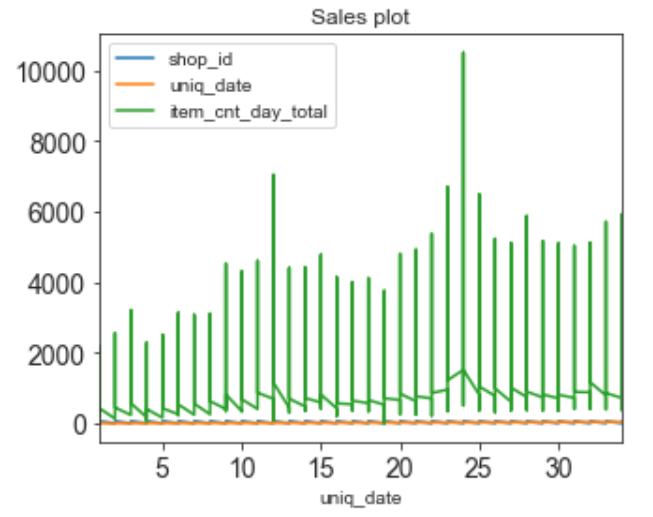 Sales plot
shop_id
uniq_date
item_cnt_day_total
10000
8000
6000
4000
2000
0
5 10 15 20 25 30
uniq_date